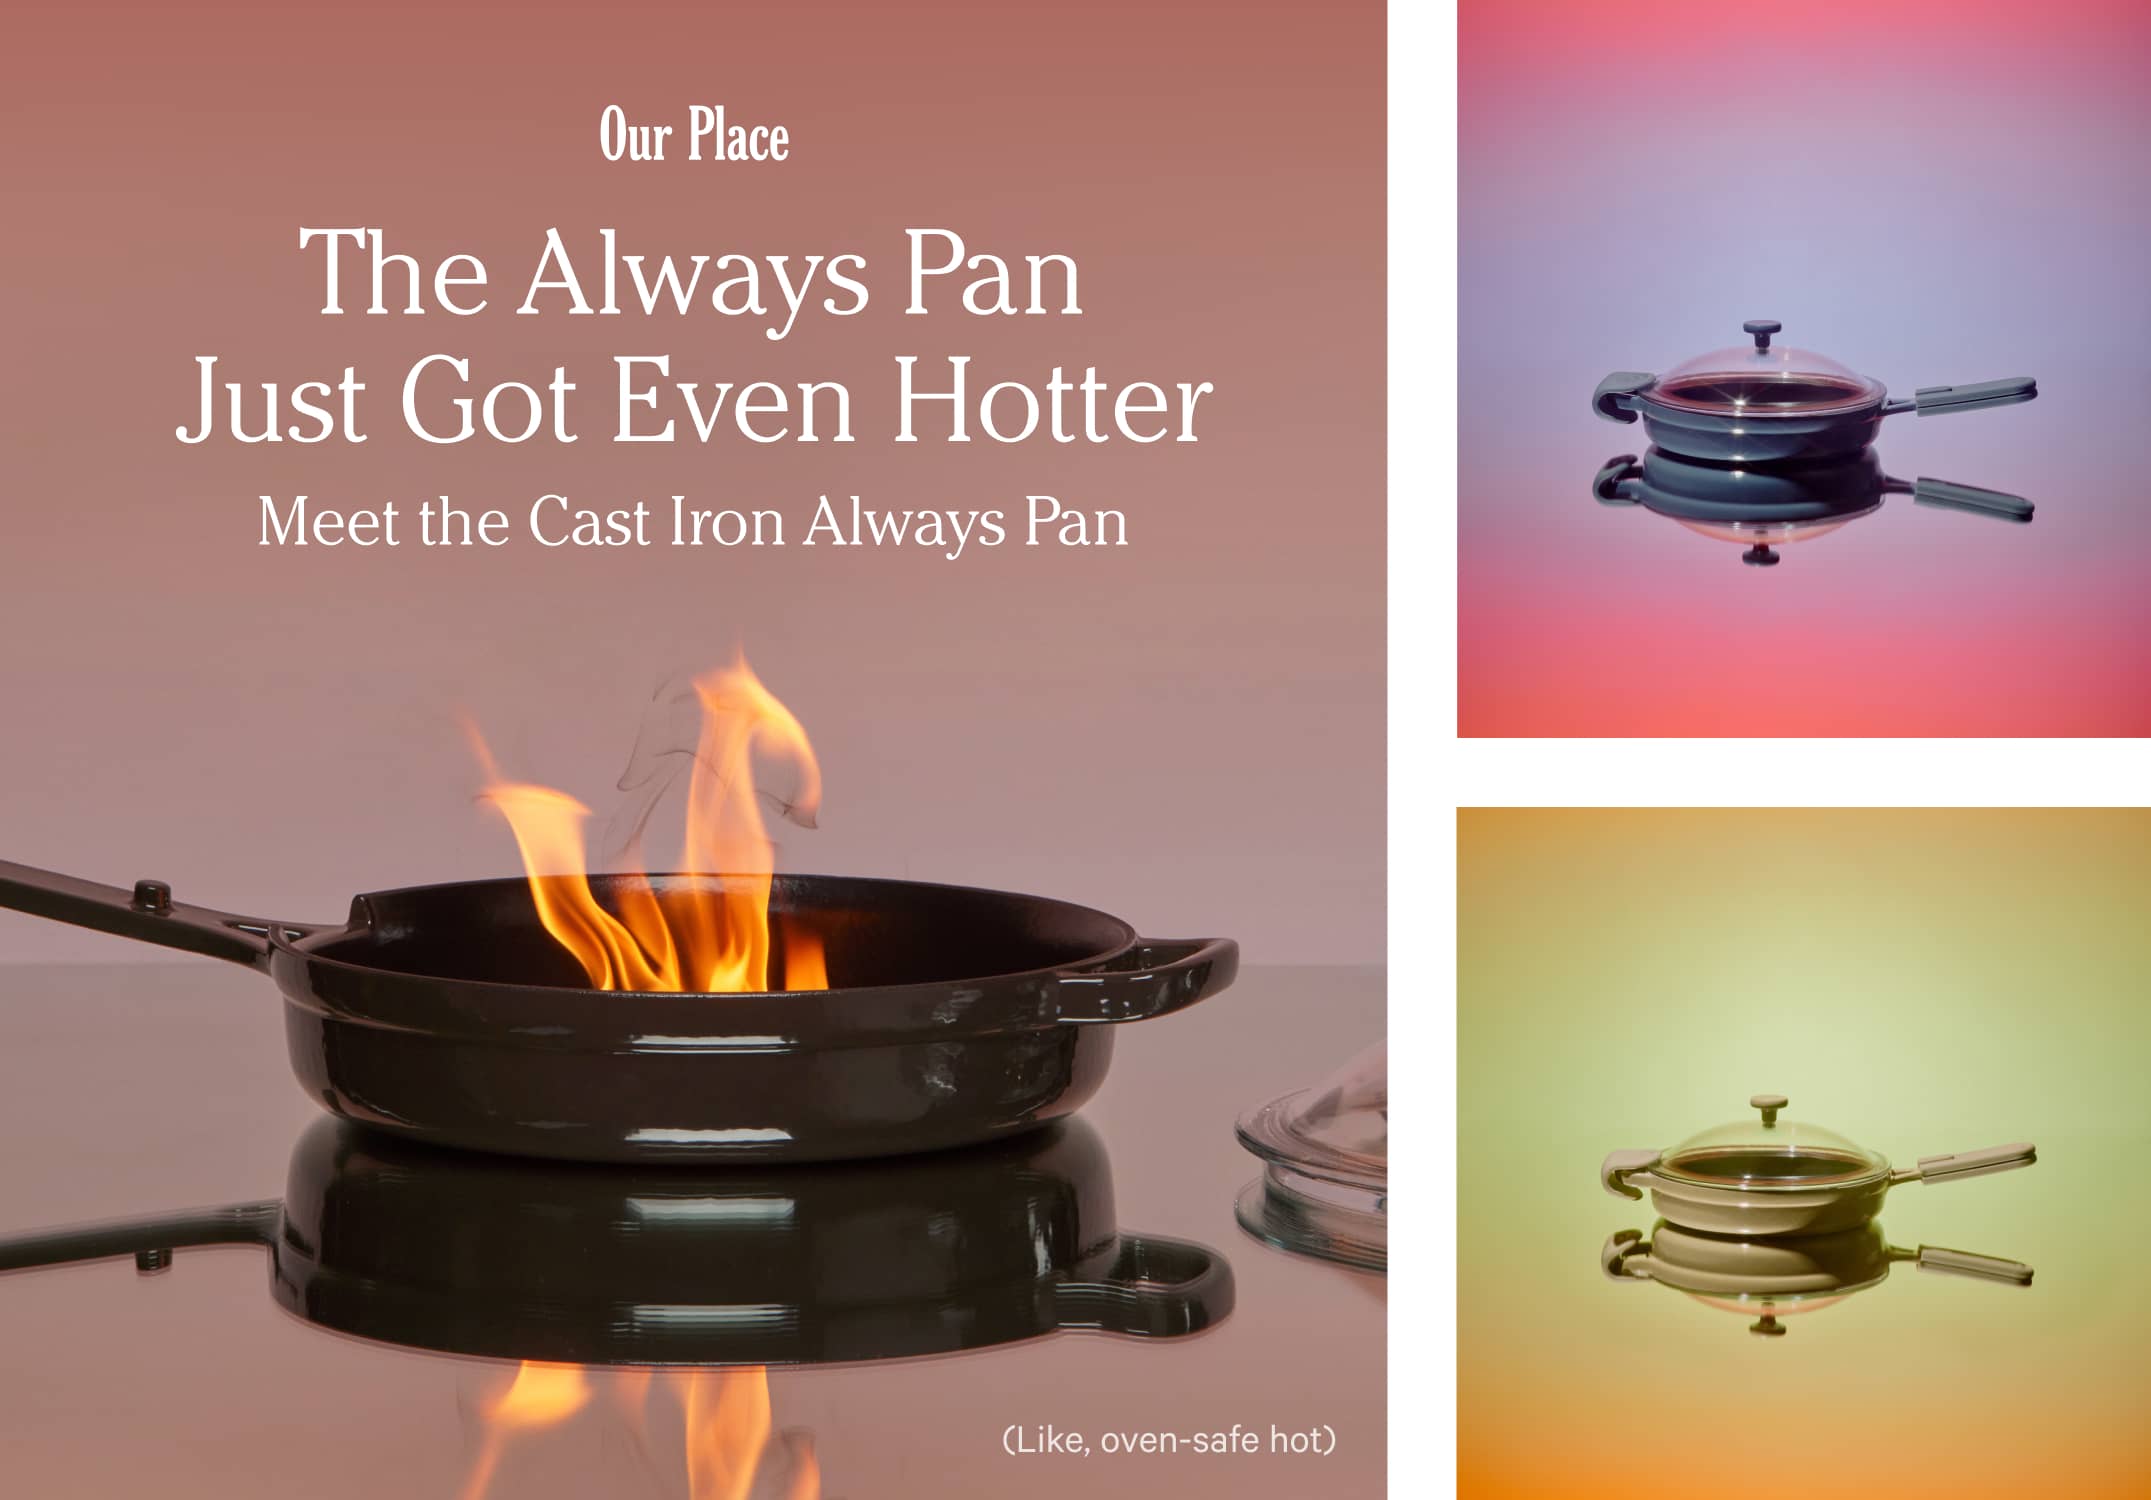 Our Place
The Always Pan
Just Got Even Hotter
Meet the Cast Iron Always Pan
(Like, oven-safe hot)